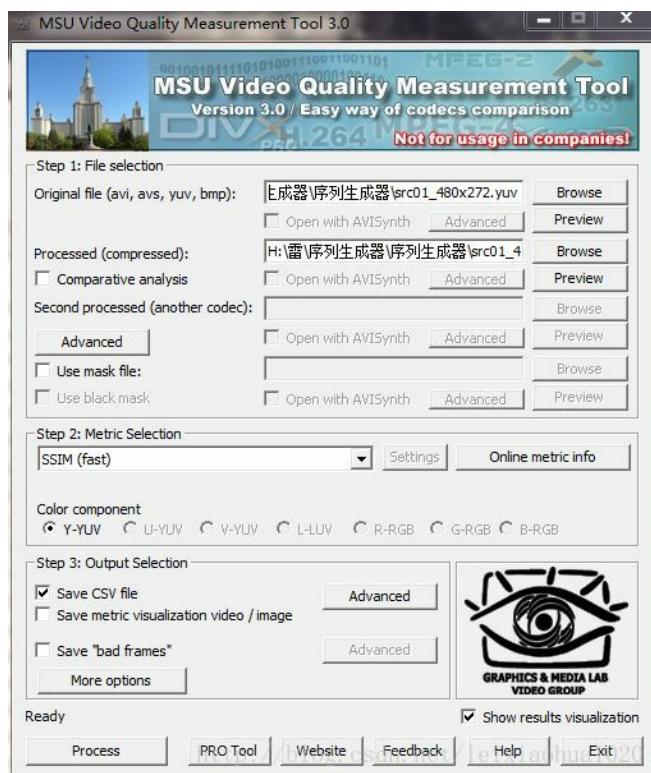 MSU Video Quality Measurement Tool 3.0
MSU Video Quality Measurement Tool
Version 3.0 / Easy way of codecs comparison
Not for usage in companies!
Step 1: File selection
Original file (avi, avs, yuv, bmp): 成器\序列生成器\src01_480x272.yuv Browse
Open with AVISynth Advanced Preview
Processed (compressed): H:\雷\序列生成器\序列生成器\src01_4 Browse
Comparative analysis Open with AVISynth Advanced Preview
Second processed (another codec): Browse
Advanced Open with AVISynth Advanced Preview
Use mask file: Browse
Use black mask Open with AVISynth Advanced Preview
Step 2: Metric Selection
SSIM (fast) Settings Online metric info
Color component
Y-YUV U-YUV V-YUV L-LUV R-RGB G-RGB B-RGB
Step 3: Output Selection
Save CSV file Advanced
Save metric visualization video / image
Save "bad frames" Advanced
More options
GRAPHICS & MEDIA LAB
VIDEO GROUP
Ready Show results visualization
Process PRO Tool Website Feedback Help Exit
http://blog.csdn.net/leixiaohua1020